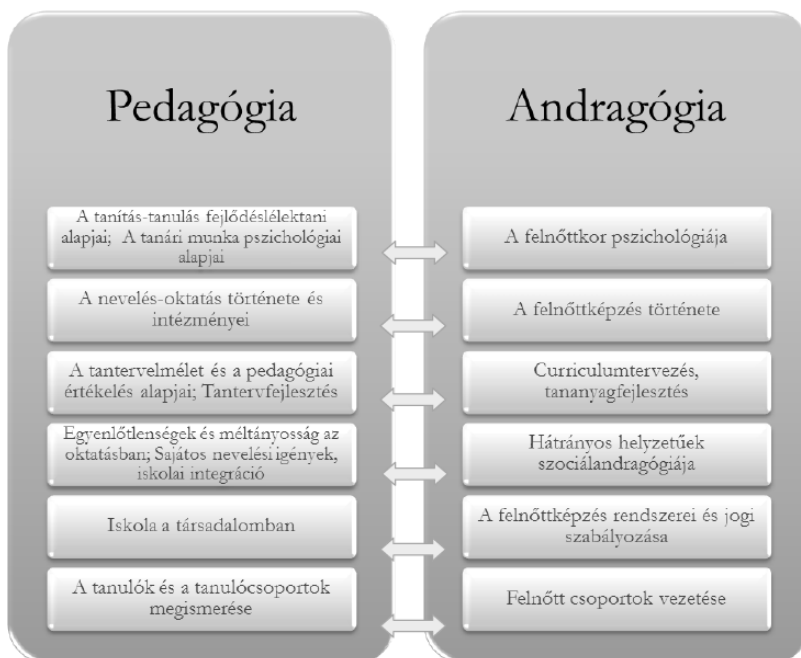 Pedagógia
A tanítás-tanulás fejlődéslélektani
alapjai; A tanári munka pszichológiai
alapjai
A nevelés-oktatás története és
intézményei
A tantervelmélet és a pedagógiai
értékelés alapjai; Tantervfejlesztés
Egyenlőtlenségek és méltányosság az
oktatásban; Sajátos nevelési igények,
iskolai integráció
Iskola a társadalomban
A tanulók és a tanulócsoportok
megismerése
Andragógia
A felnőttkor pszichológiája
A felnőttképzés története
Curriculumtervezés,
tananyagfejlesztés
Hátrányos helyzetűek
szociálandragógiája
A felnőttképzés rendszerei és jogi
szabályozása
Felnőtt csoportok vezetése